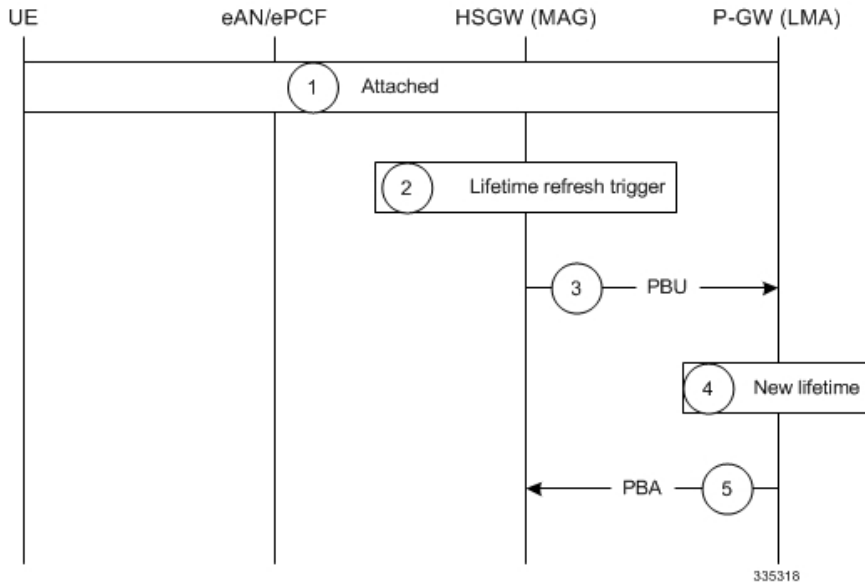 UE eAN/ePCF HSGW (MAG) P-GW (LMA)
1 Attached
2 Lifetime refresh trigger
3 PBU
4 New lifetime
PBA 5
335318